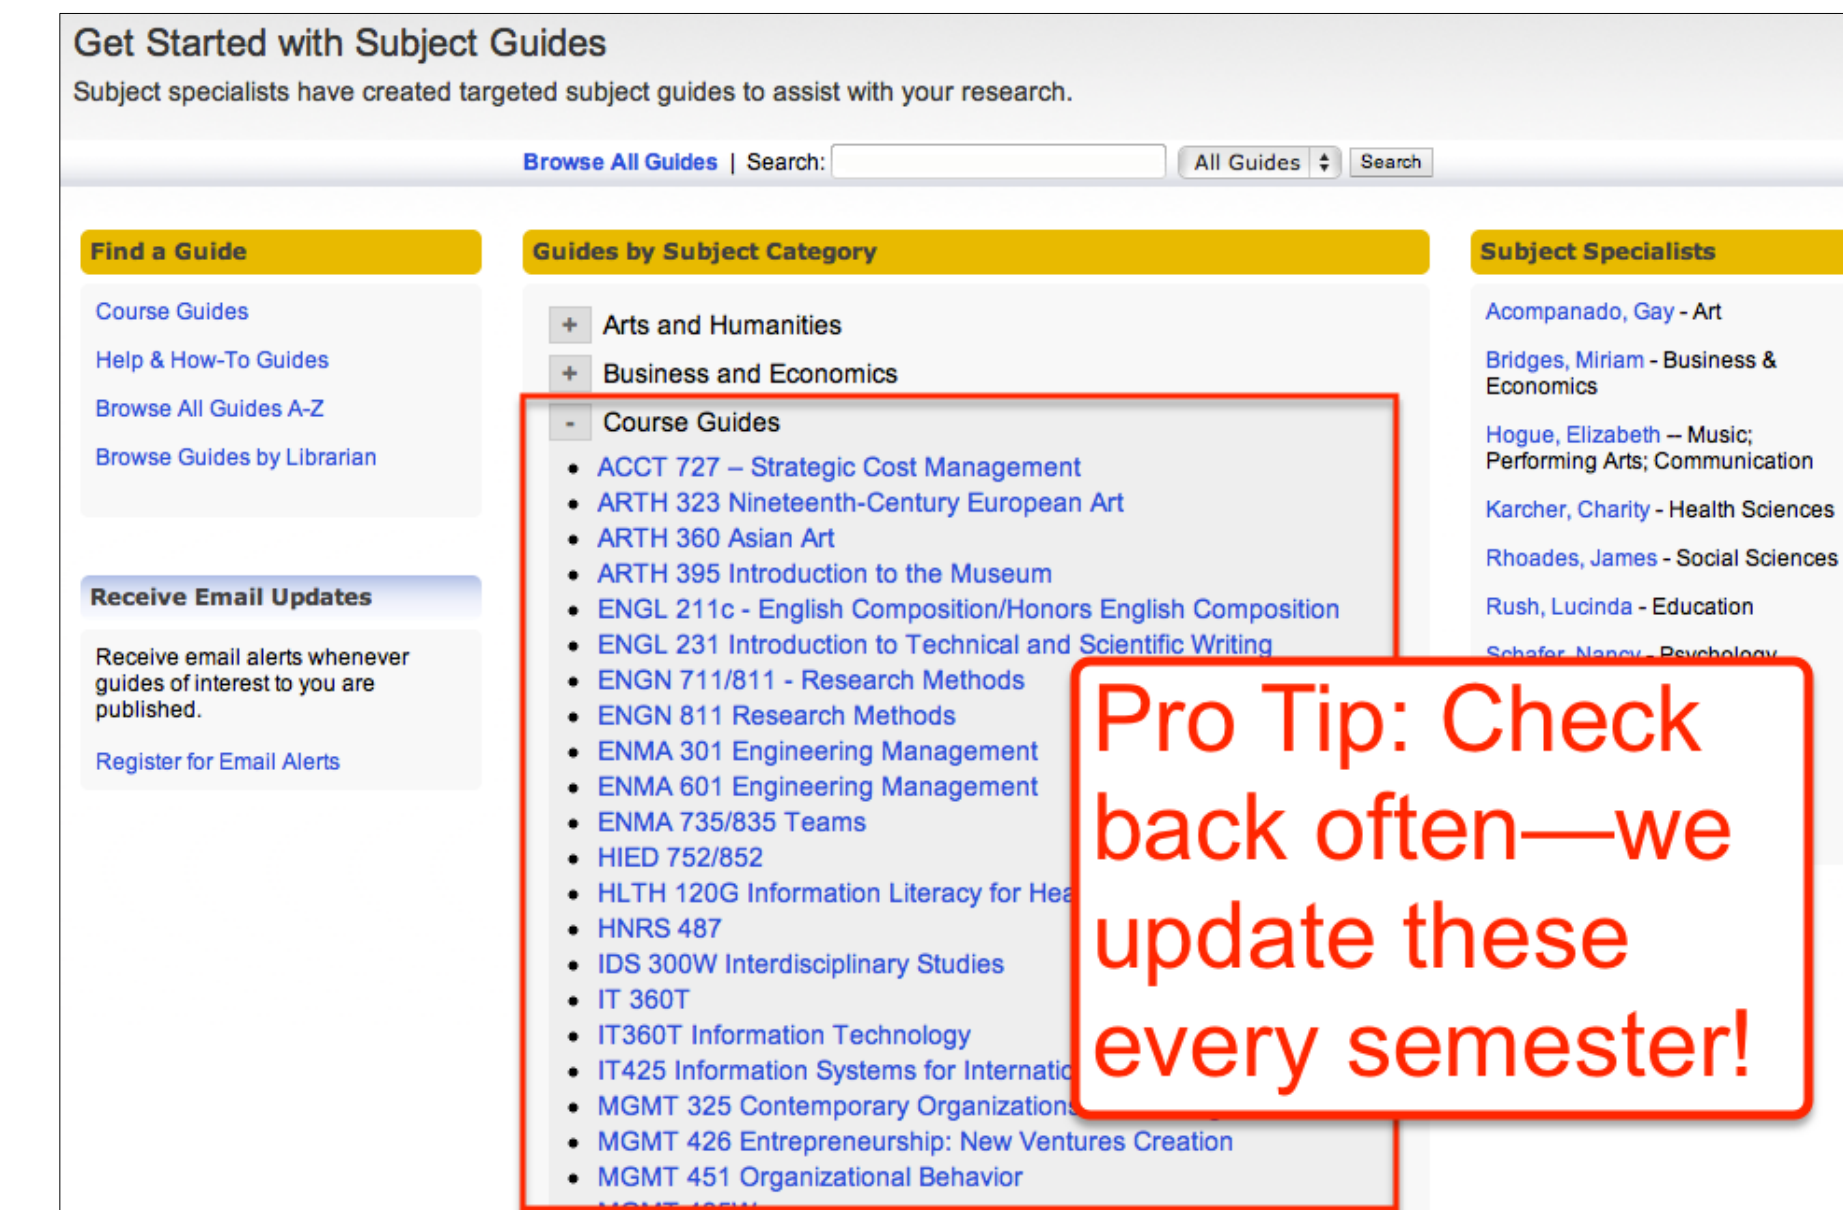 Get Started with Subject Guides
Subject specialists have created targeted subject guides to assist with your research.
Browse All Guides | Search: All Guides Search
Find a Guide
Course Guides
Help & How-To Guides
Browse All Guides A-Z
Browse Guides by Librarian
Receive Email Updates
Receive email alerts whenever
guides of interest to you are
published.
Register for Email Alerts
Guides by Subject Category
+ Arts and Humanities
+ Business and Economics
- Course Guides
• ACCT 727 – Strategic Cost Management
• ARTH 323 Nineteenth-Century European Art
• ARTH 360 Asian Art
• ARTH 395 Introduction to the Museum
• ENGL 211c - English Composition/Honors English Composition
• ENGL 231 Introduction to Technical and Scientific Writing
• ENGN 711/811 - Research Methods
• ENGN 811 Research Methods
• ENMA 301 Engineering Management
• ENMA 601 Engineering Management
• ENMA 735/835 Teams
• HIED 752/852
• HLTH 120G Information Literacy for
• HNRS 487
• IDS 300W Interdisciplinary Studies
• IT 360T
• IT360T Information Technology
• IT425 Information Systems for
• MGMT 325 Contemporary
• MGMT 426 Entrepreneurship: New Ventures Creation
• MGMT 451 Organizational Behavior
Subject Specialists
Acompanado, Gay - Art
Bridges, Miriam - Business &
Economics
Hogue, Elizabeth -- Music;
Performing Arts; Communication
Karcher, Charity - Health Sciences
Rhoades, James - Social Sciences
Rush, Lucinda - Education
Schafer, Nancy - Psychology
Pro Tip: Check
back often—we
update these
every semester!